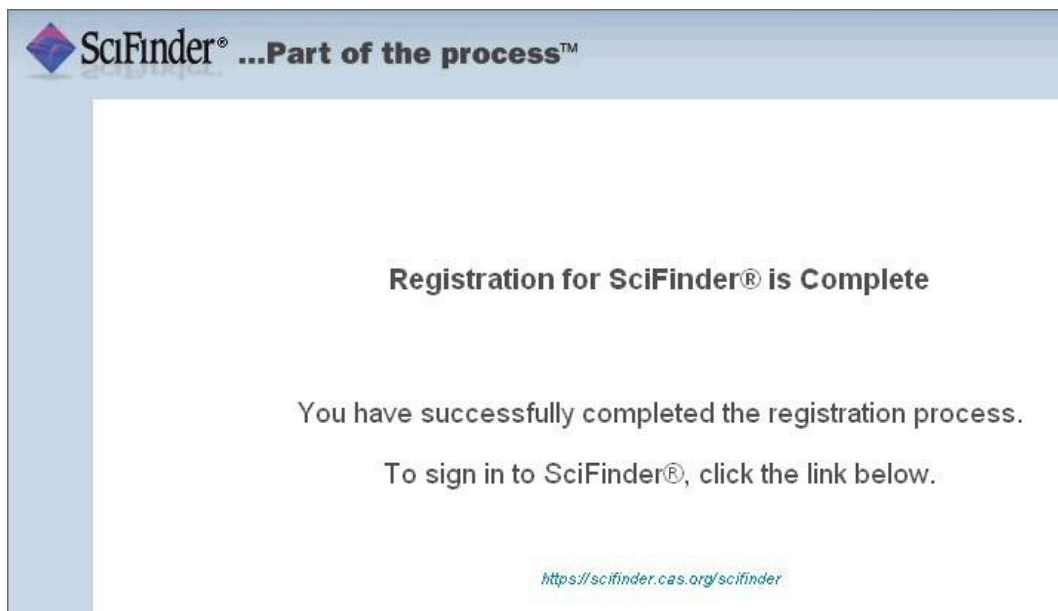 SciFinder® ...Part of the process™
Registration for SciFinder® is Complete
You have successfully completed the registration process.
To sign in to SciFinder®, click the link below.
https://scifinder.cas.org/scifinder